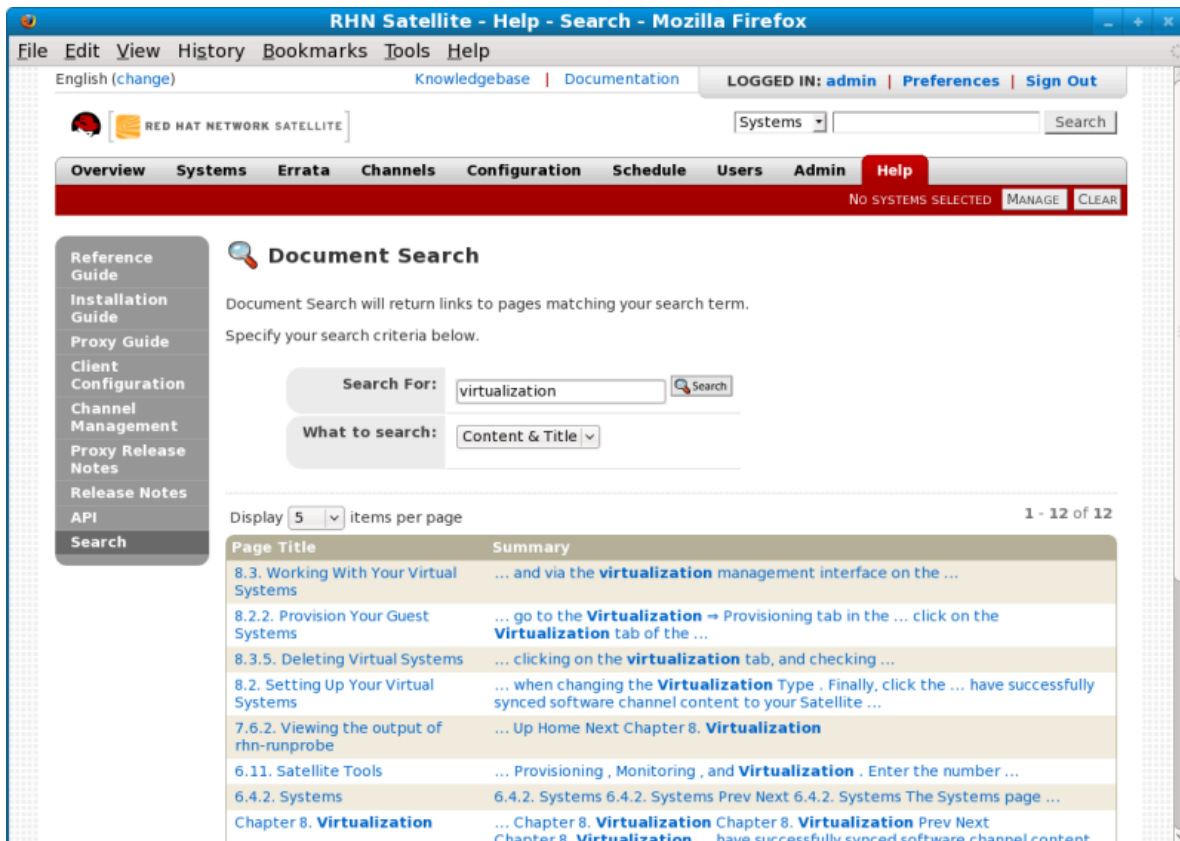 RHN Satellite - Help - Search - Mozilla Firefox
File Edit View History Bookmarks Tools Help
English (change)
Knowledgebase | Documentation
LOGGED IN: admin | Preferences | Sign Out
RED HAT NETWORK SATELLITE
Systems
Search
Overview Systems Errata Channels Configuration Schedule Users Admin Help
NO SYSTEMS SELECTED MANAGE CLEAR
Reference
Guide
Installation
Guide
Proxy Guide
Client
Configuration
Channel
Management
Proxy Release
Notes
Release Notes
API
Search
Document Search
Document Search will return links to pages matching your search term.
Specify your search criteria below.
Search For: virtualization Search
What to search: Content & Title
Display 5 items per page
1 - 12 of 12
Page Title Summary
8.3. Working With Your Virtual
Systems
... and via the virtualization management interface on the ...
8.2.2. Provision Your Guest
Systems
... go to the Virtualization ⇒ Provisioning tab in the ... click on the
Virtualization tab of the ...
8.3.5. Deleting Virtual Systems
... clicking on the virtualization tab, and checking ...
8.2. Setting Up Your Virtual
Systems
... when changing the Virtualization Type . Finally, click the ... have successfully
synced software channel content to your Satellite ...
7.6.2. Viewing the output of
rhn-runprobe
... Up Home Next Chapter 8. Virtualization
6.11. Satellite Tools
... Provisioning , Monitoring , and Virtualization . Enter the number ...
6.4.2. Systems
6.4.2. Systems 6.4.2. Systems Prev Next 6.4.2. Systems The Systems page ...
Chapter 8. Virtualization
... Chapter 8. Virtualization Chapter 8. Virtualization Prev Next
Chapter 8. Virtualization ... have successfully synced software channel content